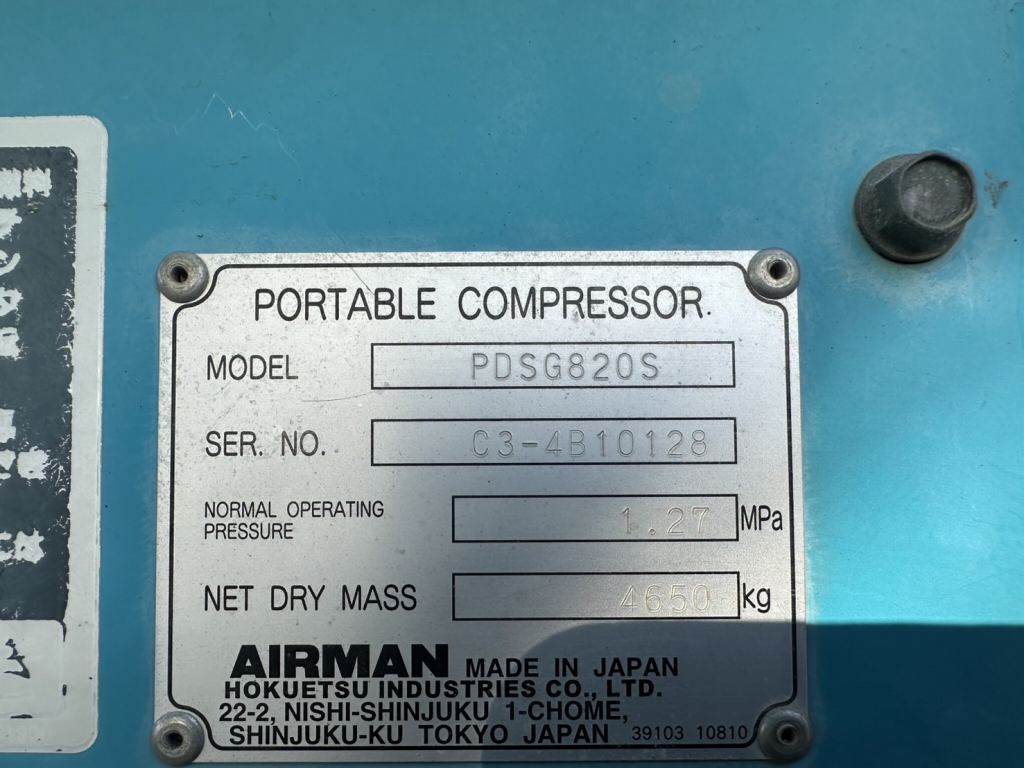 PORTABLE COMPRESSOR
MODEL PDSG820S
SER. NO. C3-4B10128
NORMAL OPERATING
PRESSURE 1.27 MPa
NET DRY MASS 4650 kg
AIRMAN MADE IN JAPAN
HOKUETSU INDUSTRIES CO., LTD.
22-2, NISHI-SHINJUKU 1-CHOME,
SHINJUKU-KU TOKYO JAPAN 39103 10810